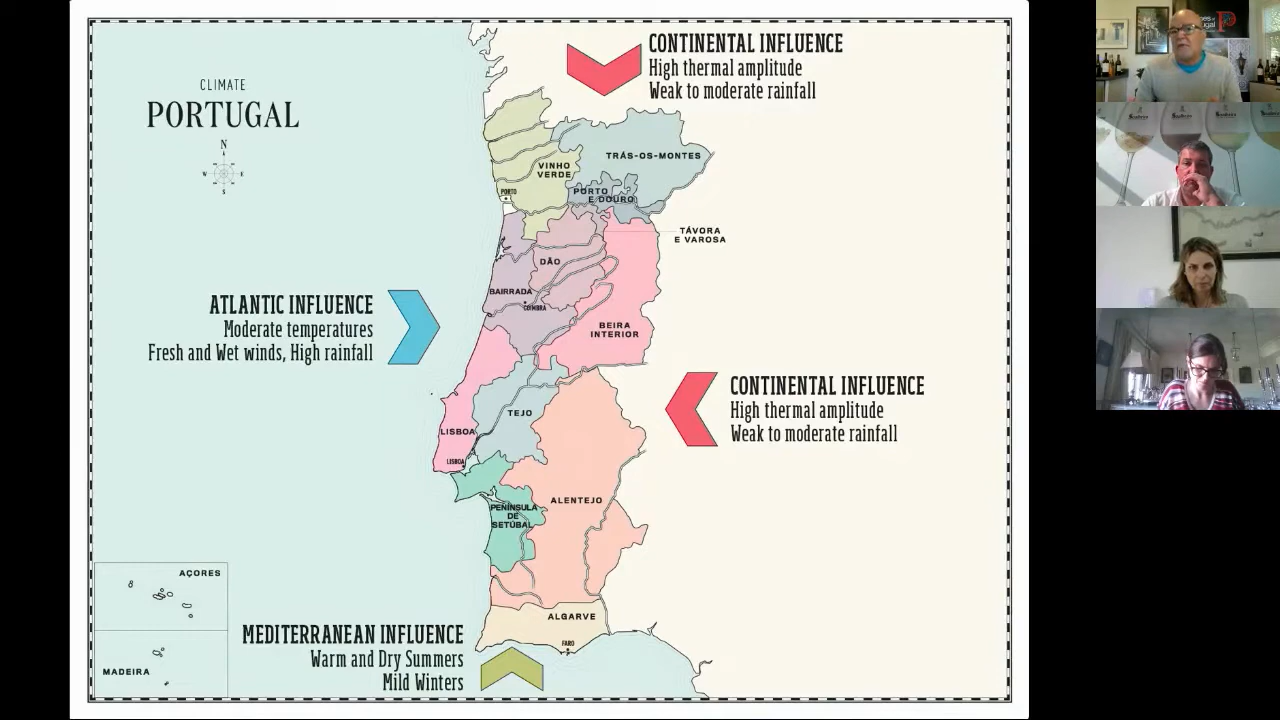 CLIMATE
PORTUGAL
N
W E
S
CONTINENTAL INFLUENCE
High thermal amplitude
Weak to moderate rainfall
TRÁS-OS-MONTES
VINHO
VERDE
PORTO
PORTO
E DOURO
TÁVORA
E VAROSA
DÃO
BAIRRADA
COIMBRA
BEIRA
INTERIOR
ATLANTIC INFLUENCE
Moderate temperatures
Fresh and Wet winds, High rainfall
CONTINENTAL INFLUENCE
High thermal amplitude
Weak to moderate rainfall
TEJO
LISBOA
LISBOA
ALENTEJO
PENÍNSULA
DE
SETÚBAL
AÇORES
MADEIRA
ALGARVE
FARO
MEDITERRANEAN INFLUENCE
Warm and Dry Summers
Mild Winters